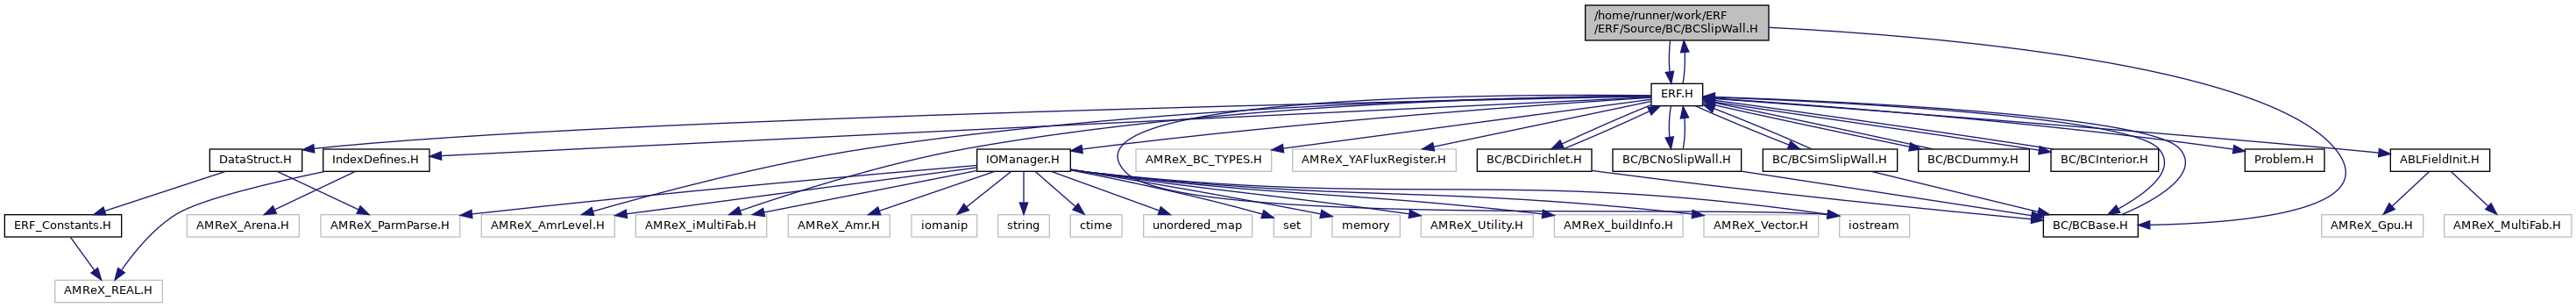 /home/runner/work/ERF
/ERF/Source/BC/BCSlipWall.H
ERF.H
DataStruct.H
IndexDefines.H
IOManager.H
AMReX_BC_TYPES.H
AMReX_YAFluxRegister.H
BC/BCDirichlet.H
BC/BCNoSlipWall.H
BC/BCSimSlipWall.H
BC/BCDummy.H
BC/BCInterior.H
Problem.H
ABLFieldInit.H
ERF_Constants.H
AMReX_Arena.H
AMReX_ParmParse.H
AMReX_AmrLevel.H
AMReX_iMultiFab.H
AMReX_Amr.H
iomanip
string
ctime
unordered_map
set
memory
AMReX_Utility.H
AMReX_buildInfo.H
AMReX_Vector.H
iostream
BC/BCBase.H
AMReX_Gpu.H
AMReX_MultiFab.H
AMReX_REAL.H